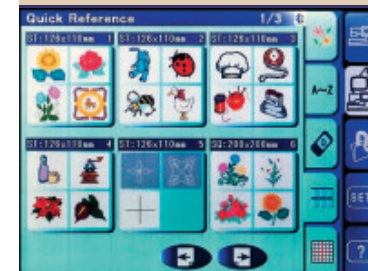 Quick Reference 1/3
ST:126x110mm 1 ST:126x110mm 2 ST:126x110mm 3
A~Z
ST:126x110mm 4 ST:126x110mm 5 SQ:200x200mm 6
SET
?